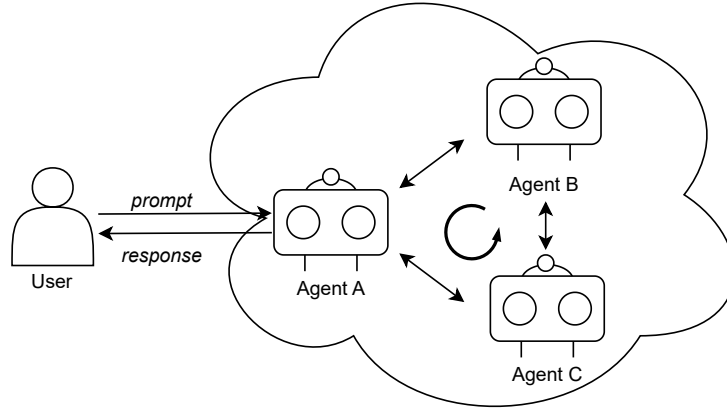 prompt
response
User
Agent A
Agent B
Agent C